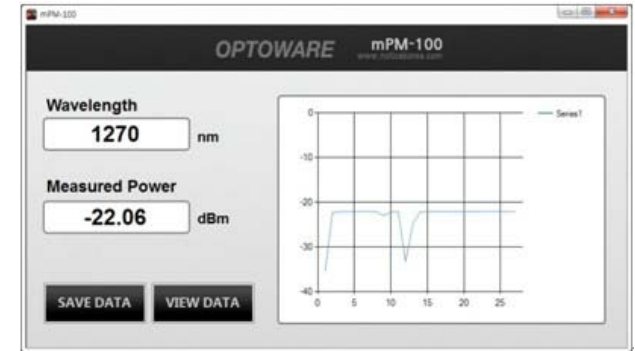 mPM-100
OPTOWARE mPM-100
Wavelength
1270 nm
Measured Power
-22.06 dBm
SAVE DATA VIEW DATA
0
-10
-20
-30
-40
0 5 10 15 20 25
Series1